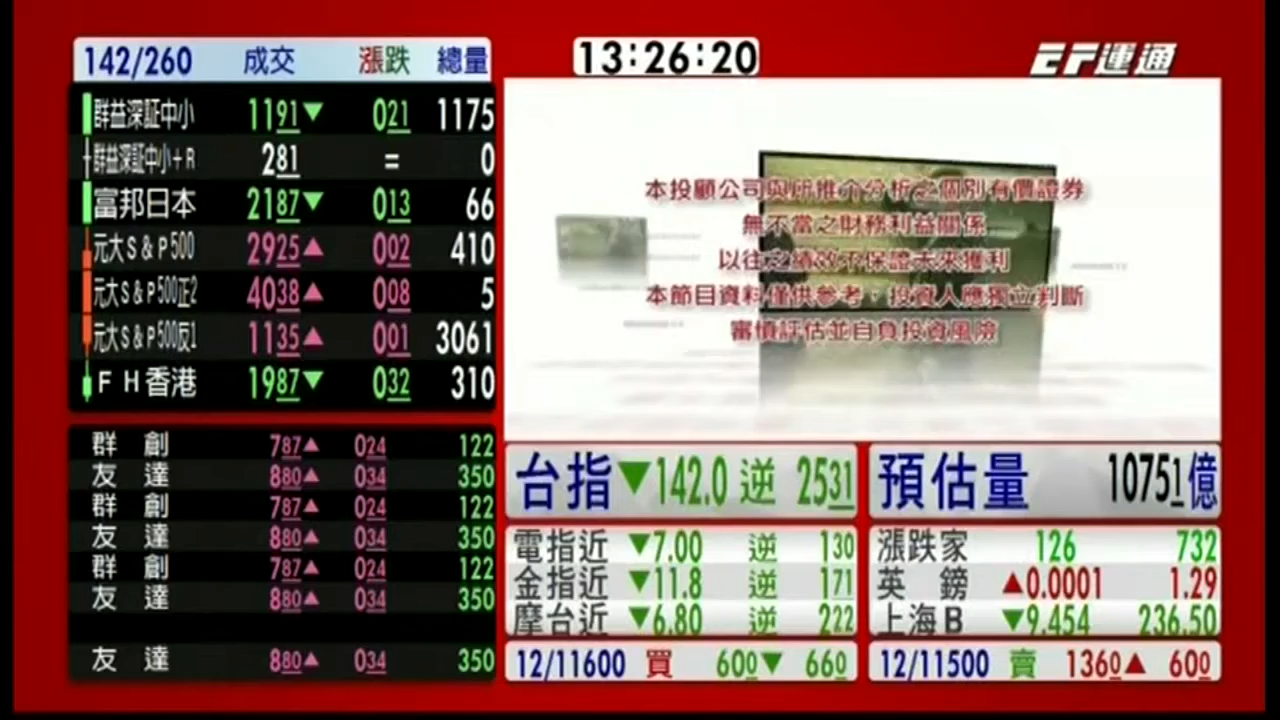 142/260 成交 漲跌 總量
13:26:20
EF運通
群益深証中小 1191▼ 021 1175
群益深証中小+R 281 = 0
富邦日本 2187▼ 013 66
元大S&P500 2925▲ 002 410
元大S&P500正2 4038▲ 008 5
元大S&P500反1 1135▲ 001 3061
FH香港 1987▼ 032 310
群 創 787▲ 024 122
友 達 880▲ 034 350
群 創 787▲ 024 122
友 達 880▲ 034 350
群 創 787▲ 024 122
友 達 880▲ 034 350
友 達 880▲ 034 350
本投顧公司與所推介分析之個別有價證券
無不當之財務利益關係
以往之績效不保證未來獲利
本節目資料僅供參考，投資人應獨立判斷
審慎評估並自負投資風險
台指▼142.0 逆 2531
電指近 ▼7.00 逆 130
金指近 ▼11.8 逆 171
摩台近 ▼6.80 逆 222
12/11600 買 600▼ 660
預估量 10751億
漲跌家 126 732
英 鎊 ▲0.0001 1.29
上海B ▼9.454 236.50
12/11500 賣 1360▲ 600